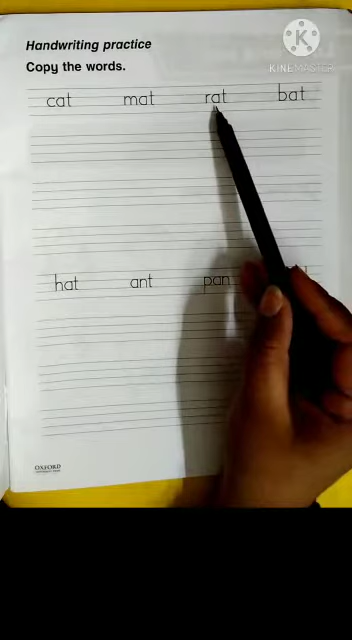 Handwriting practice
Copy the words.
cat mat rat bat
hat ant pan
OXFORD
KINEMASTER